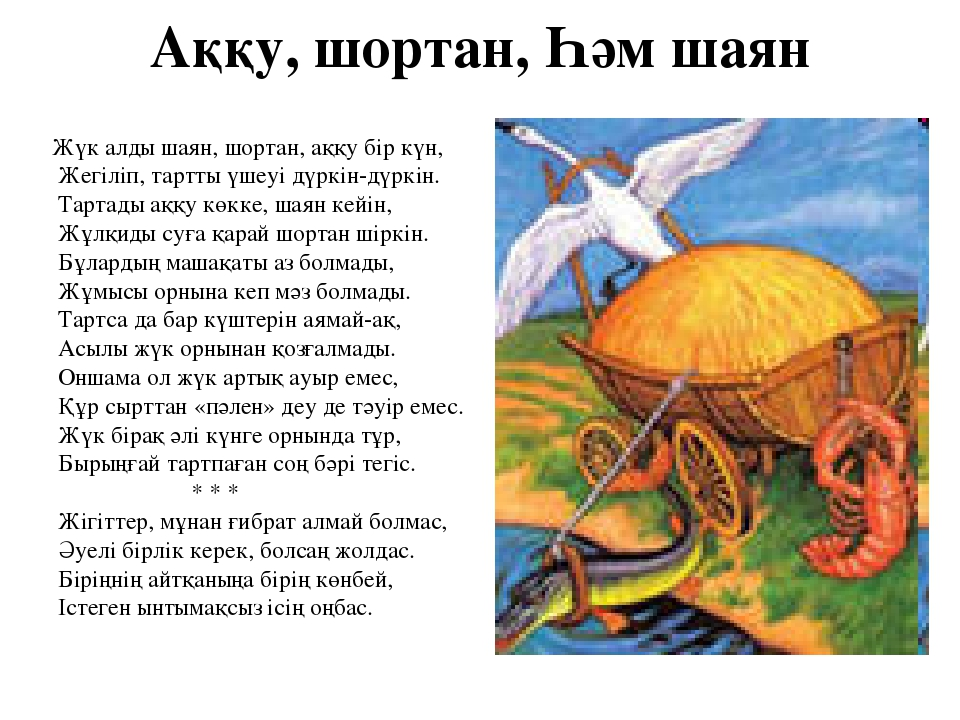 Аққу, шортан, Һәм шаян
Жүк алды шаян, шортан, аққу бір күн,
Жегіліп, тартты үшеуі дүркін-дүркін.
Тартады аққу көкке, шаян кейін,
Жұлқиды суға қарай шортан шіркін.
Бұлардың машақаты аз болмады,
Жұмысы орнына кеп мәз болмады.
Тартса да бар күштерін аямай-ақ,
Асылы жүк орнынан қозғалмады.
Оншама ол жүк артық ауыр емес,
Құр сырттан «пәлен» деу де тәуір емес.
Жүк бірақ әлі күнге орнында тұр,
Бырыңғай тартпаған соң бәрі тегіс.
* * *
Жігіттер, мұнан ғибрат алмай болмас,
Әуелі бірлік керек, болсаң жолдас.
Біріңнің айтқаныңа бірің көнбей,
Істеген ынтымақсыз ісің оңбас.